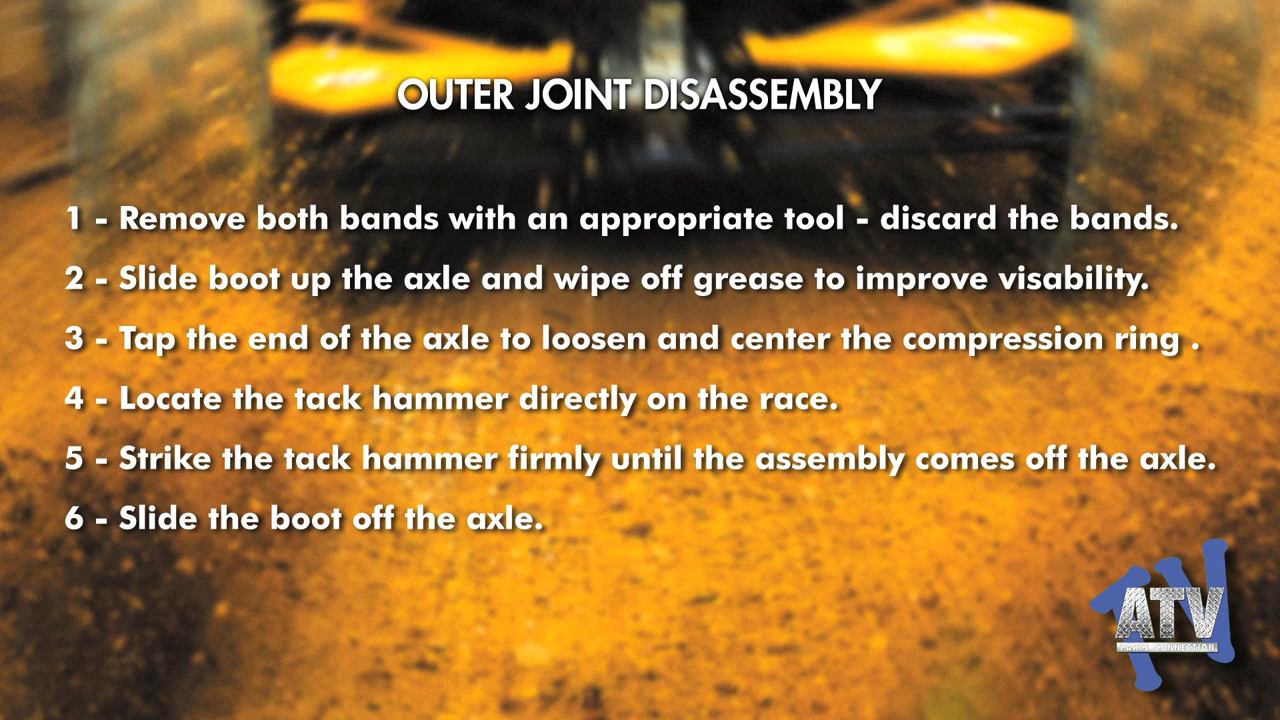 OUTER JOINT DISASSEMBLY
1 - Remove both bands with an appropriate tool - discard the bands.
2 - Slide boot up the axle and wipe off grease to improve visability.
3 - Tap the end of the axle to loosen and center the compression ring .
4 - Locate the tack hammer directly on the race.
5 - Strike the tack hammer firmly until the assembly comes off the axle.
6 - Slide the boot off the axle.
ATV
PARTS CONNECTION